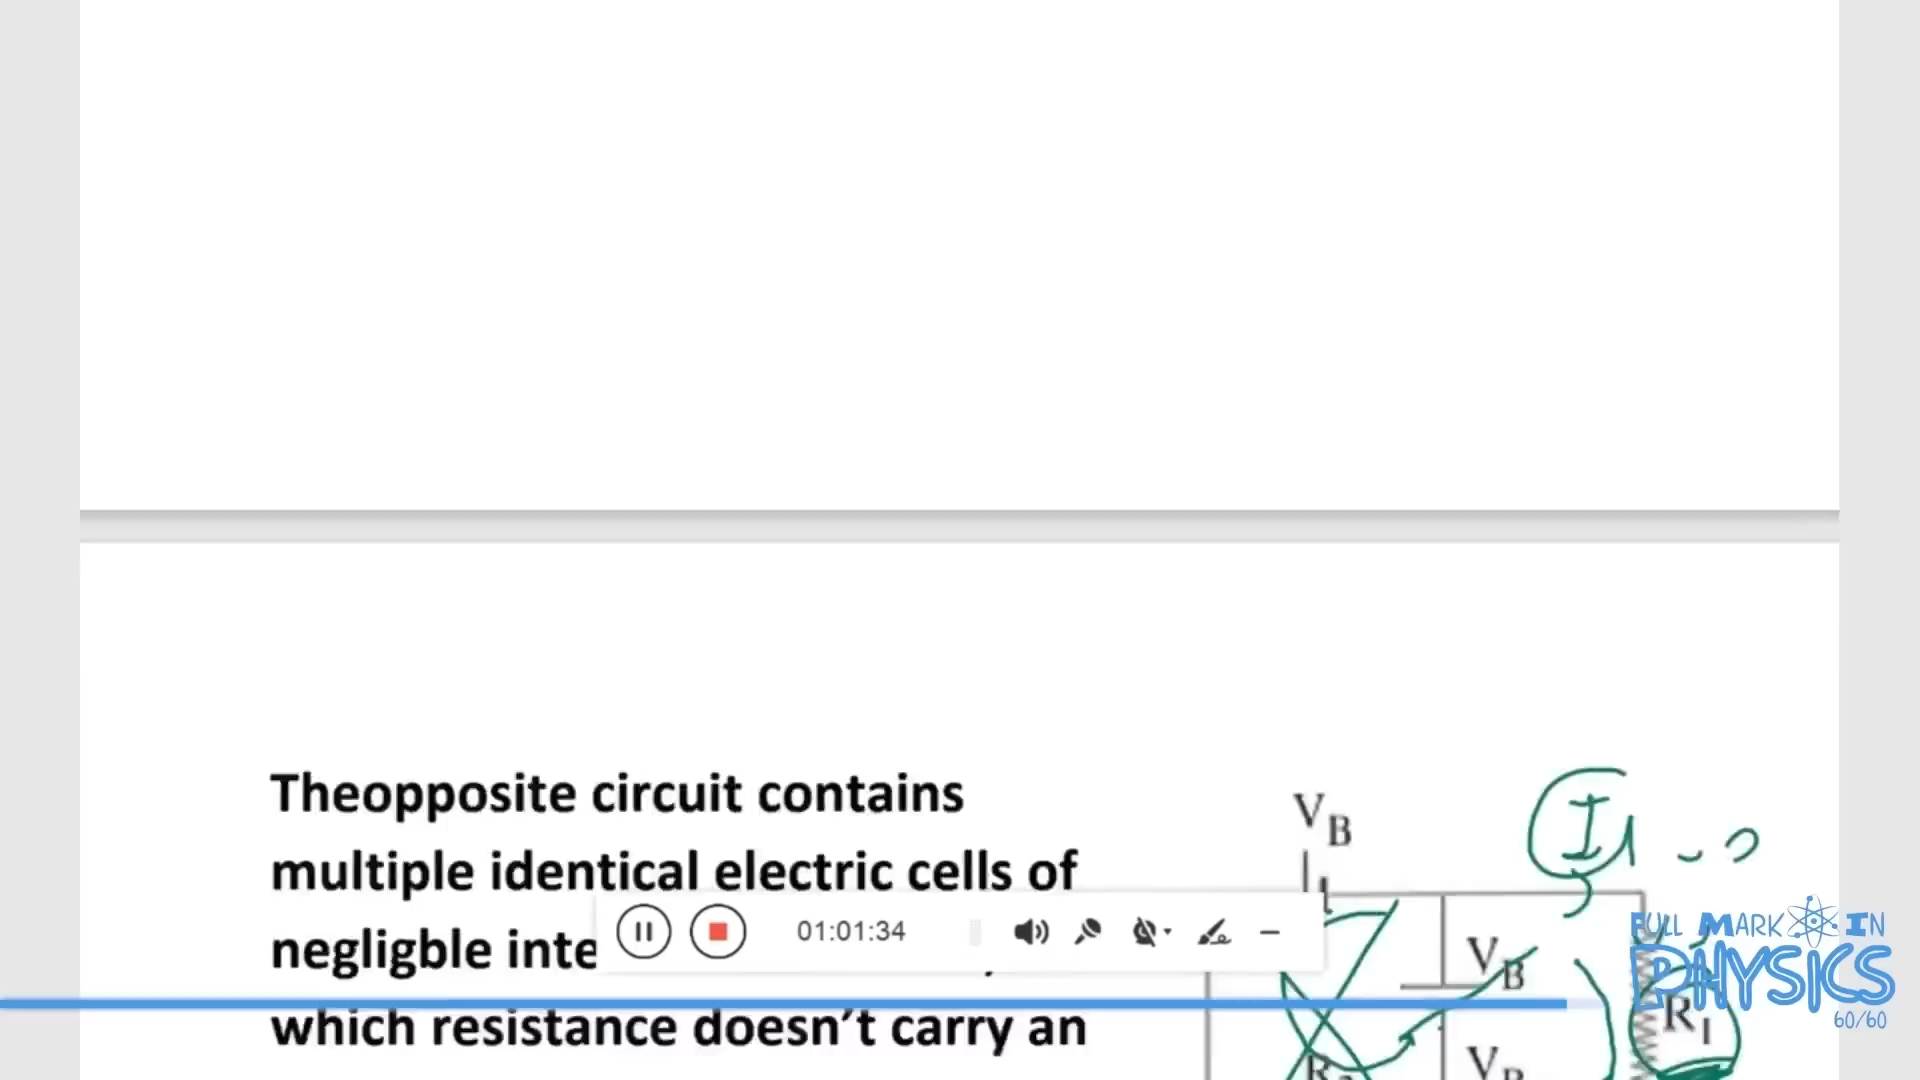 Theopposite circuit contains
multiple identical electric cells of
negligble inte
which resistance doesn’t carry an
01:01:34
VB
I1
VB
R1
VB
FULL MARK IN
PHYSICS
60/60